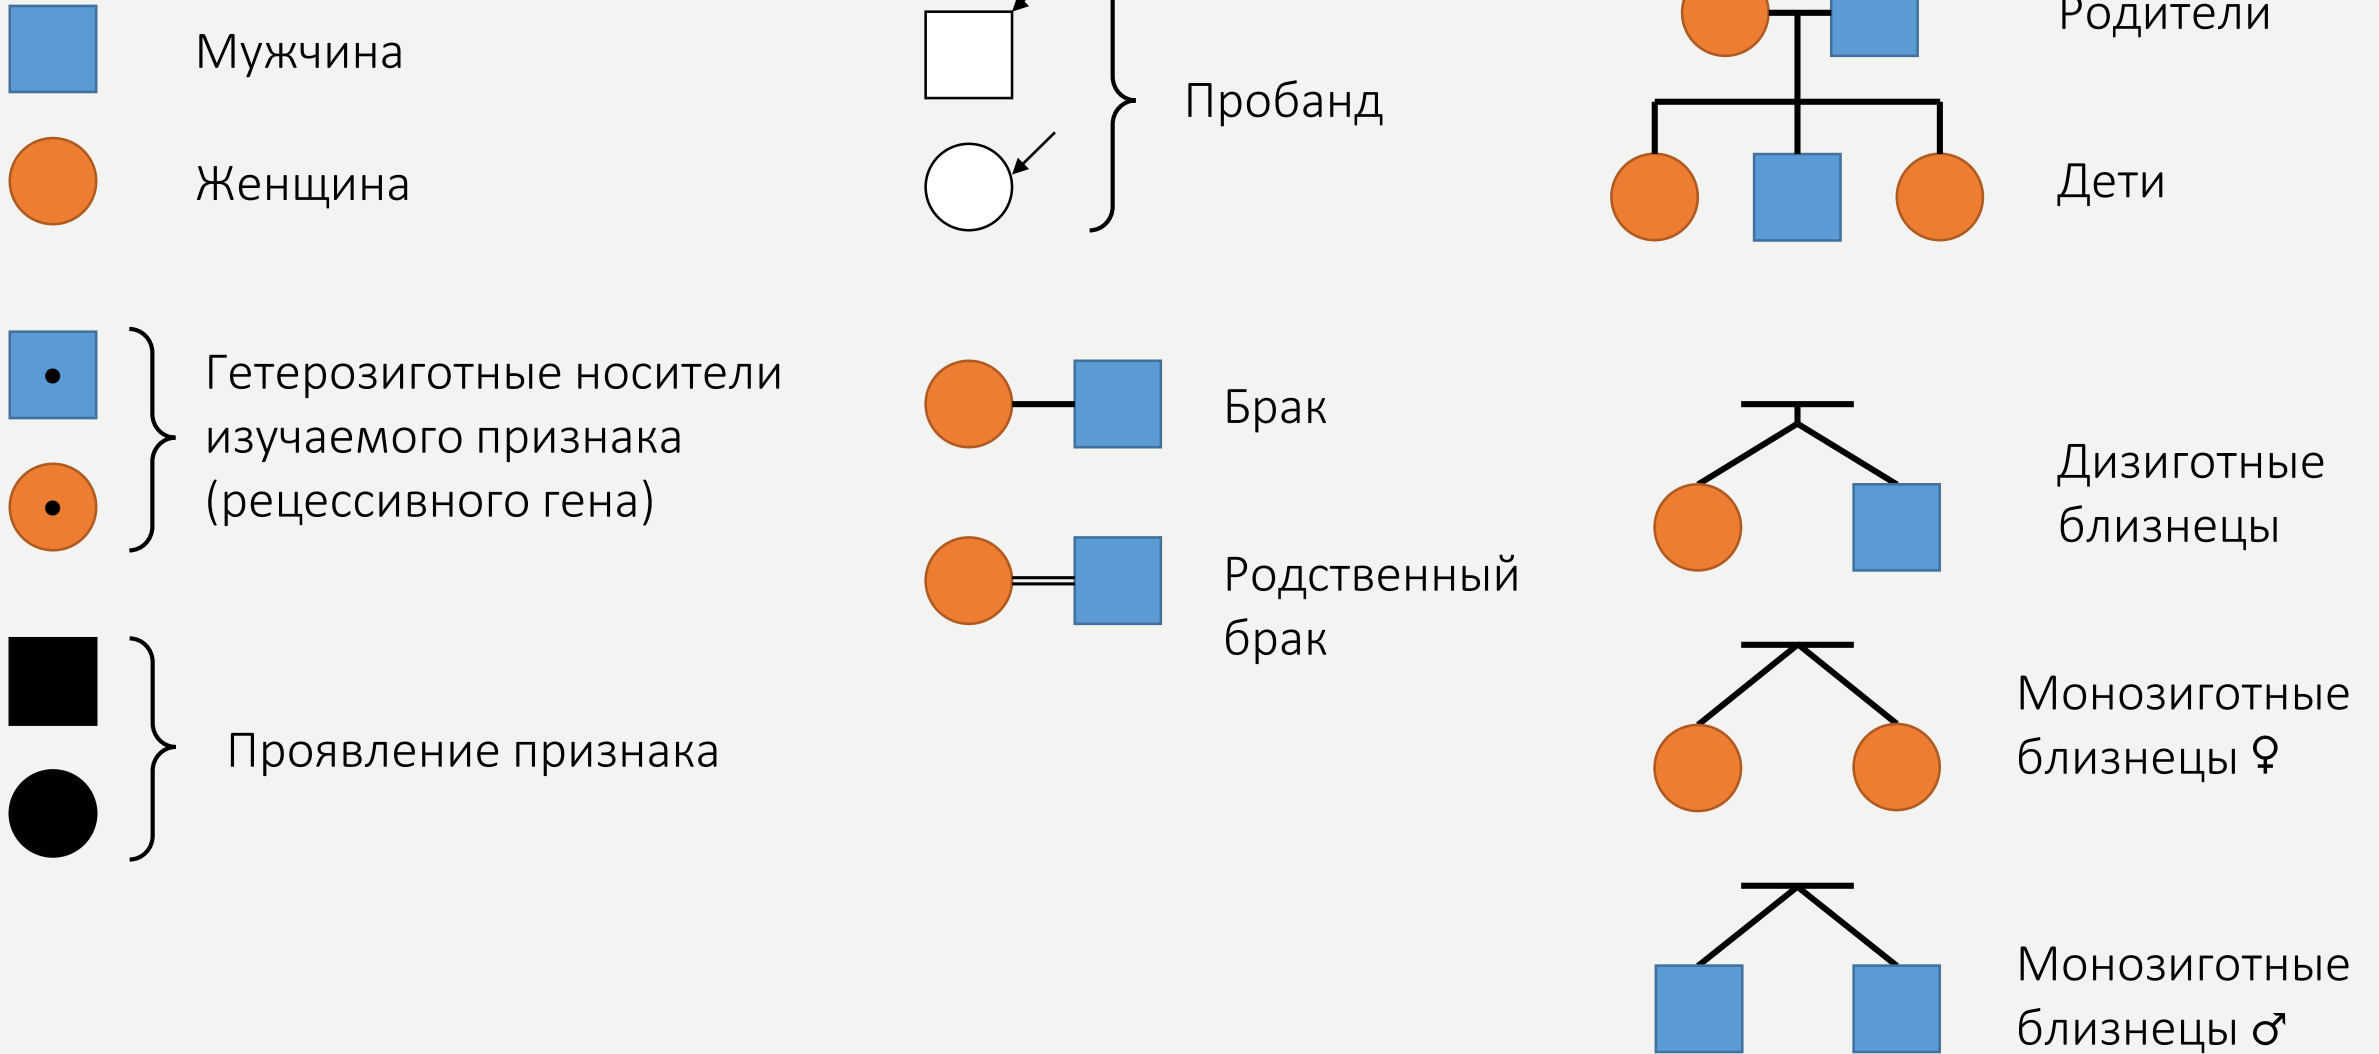 Мужчина
Женщина
Гетерозиготные носители
изучаемого признака
(рецессивного гена)
Проявление признака
Пробанд
Брак
Родственный
брак
Родители
Дети
Дизиготные
близнецы
Монозиготные
близнецы ♀
Монозиготные
близнецы ♂